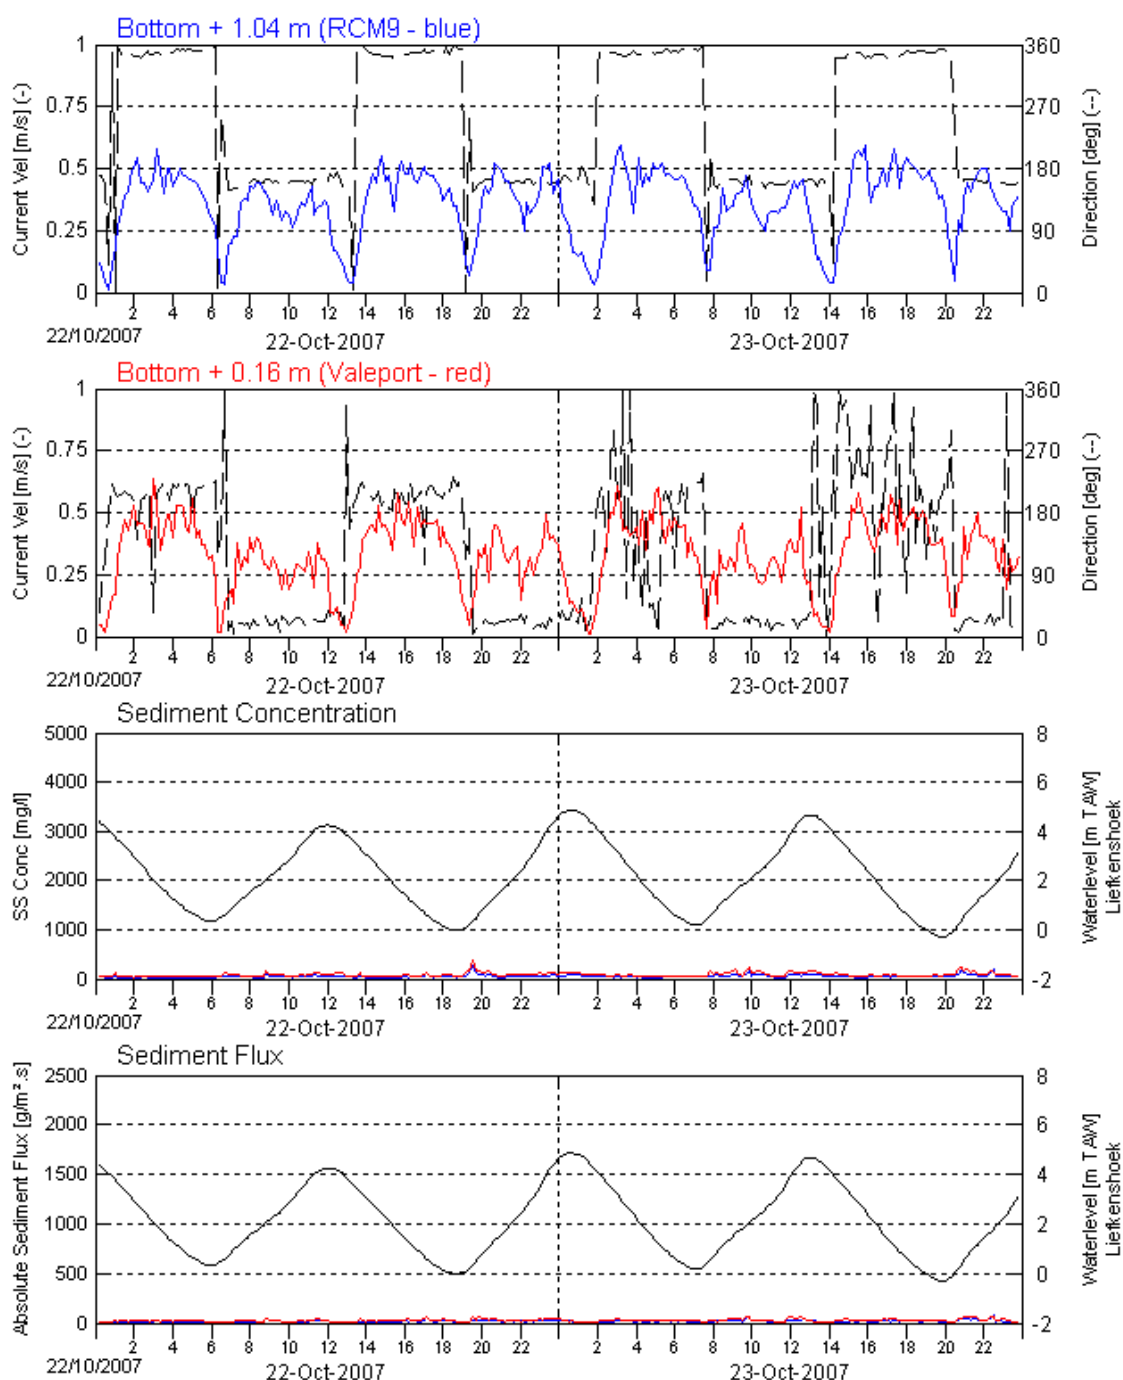 Bottom + 1.04 m (RCM9 - blue)
Current Vel [m/s] (-)
1
0.75
0.5
0.25
0
360
270
180
90
0
Direction [deg] (--)
2 4 6 8 10 12 14 16 18 20 22 2 4 6 8 10 12 14 16 18 20 22
22/10/2007
22-Oct-2007
23-Oct-2007
Bottom + 0.16 m (Valeport - red)
Current Vel [m/s] (-)
1
0.75
0.5
0.25
0
360
270
180
90
0
Direction [deg] (--)
2 4 6 8 10 12 14 16 18 20 22 2 4 6 8 10 12 14 16 18 20 22
22/10/2007
22-Oct-2007
23-Oct-2007
Sediment Concentration
SS Conc [mg/l]
5000
4000
3000
2000
1000
0
8
6
4
2
0
-2
Waterlevel [m TAW]
Liefkenshoek
2 4 6 8 10 12 14 16 18 20 22 2 4 6 8 10 12 14 16 18 20 22
22/10/2007
22-Oct-2007
23-Oct-2007
Sediment Flux
Absolute Sediment Flux [g/m².s]
2500
2000
1500
1000
500
0
8
6
4
2
0
-2
Waterlevel [m TAW]
Liefkenshoek
2 4 6 8 10 12 14 16 18 20 22 2 4 6 8 10 12 14 16 18 20 22
22/10/2007
22-Oct-2007
23-Oct-2007